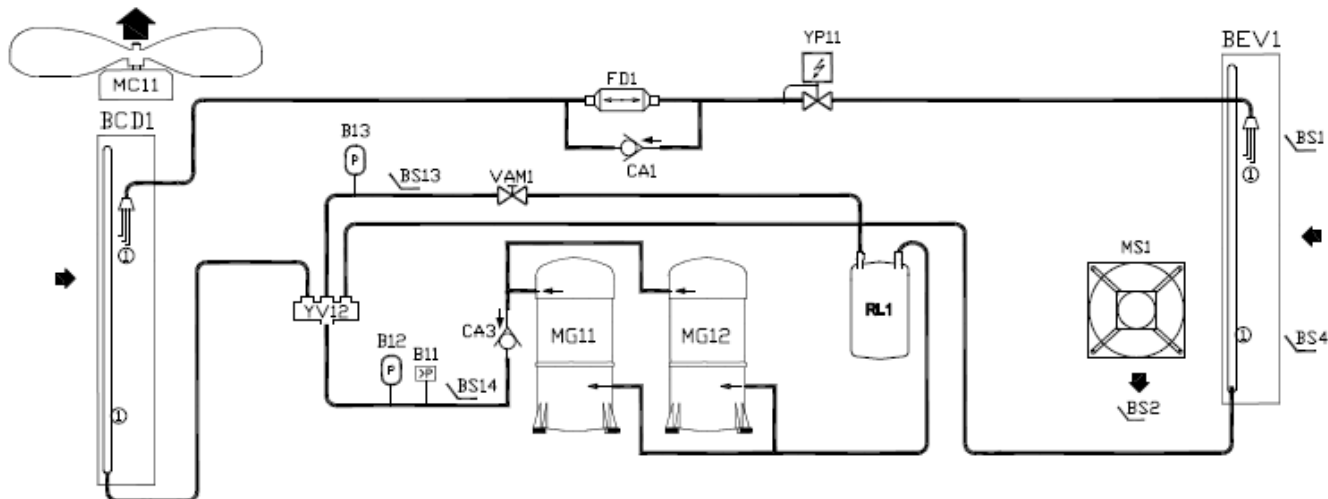 YP11
BEV1
MC11
FD1
BCD1
B13
P
CA1
BS1
BS13
VAM1
①
①
MS1
YV12
CA3
MG11
MG12
RL1
B12
P
B11
>P
BS14
①
BS4
BS2
①